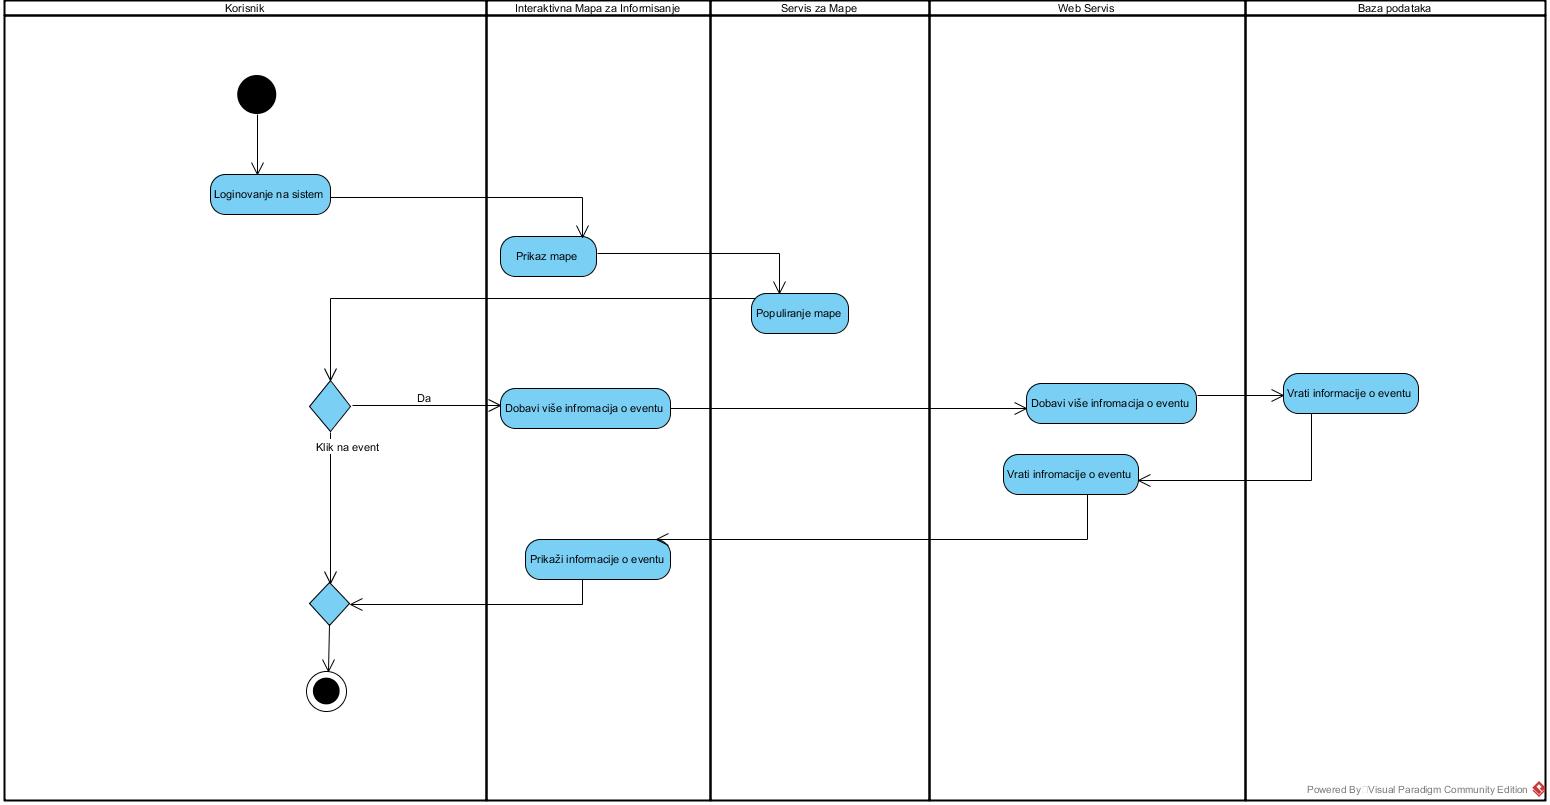 Korisnik
Interaktivna Mapa za Informisanje
Servis za Mape
Web Servis
Baza podataka
Loginovanje na sistem
Prikaz mape
Populiranje mape
Da
Dobavi više infromacija o eventu
Dobavi više infromacija o eventu
Vrati informacije o eventu
Klik na event
Vrati infromacije o eventu
Prikaži informacije o eventu
Powered By Visual Paradigm Community Edition